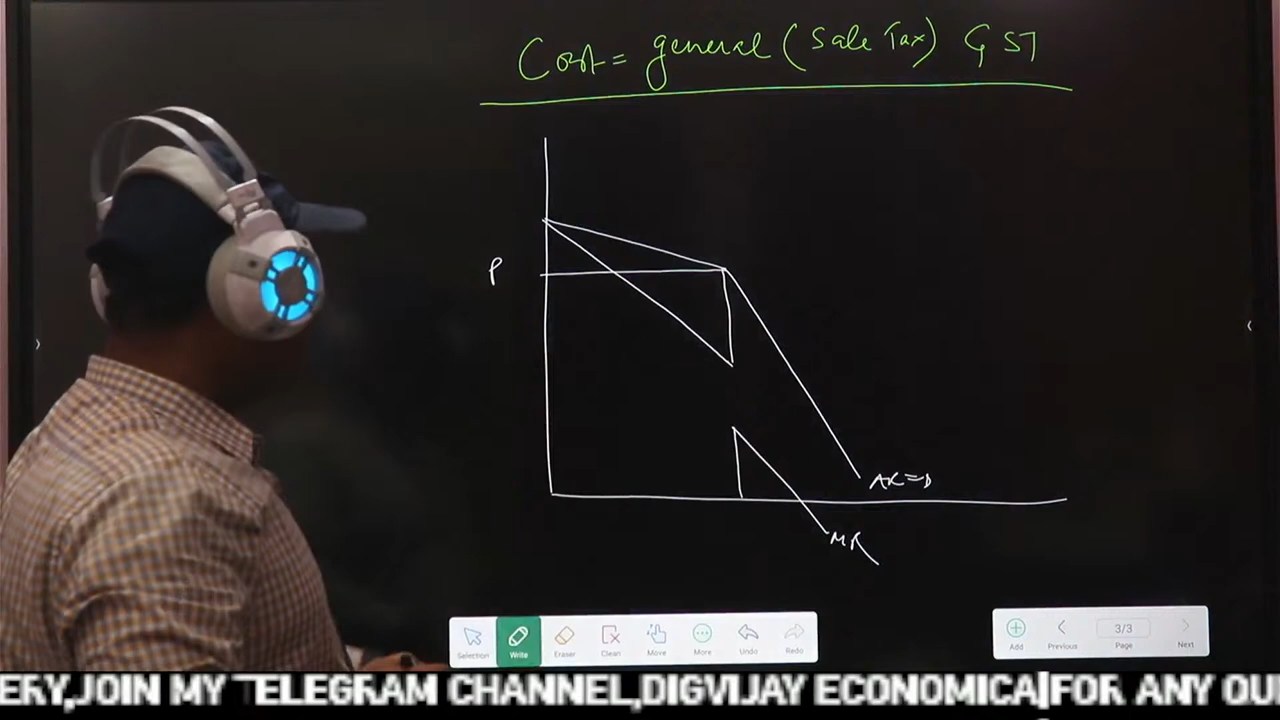 Cost = general (Sale Tax) GST
P
AR = D
MR
Selection
Write
Eraser
Clean
Move
More
Undo
Redo
Add
Previous
3/3
Page
Next
ERY,JOIN MY TELEGRAM CHANNEL,DIGVIJAY ECONOMICA|FOR ANY QU